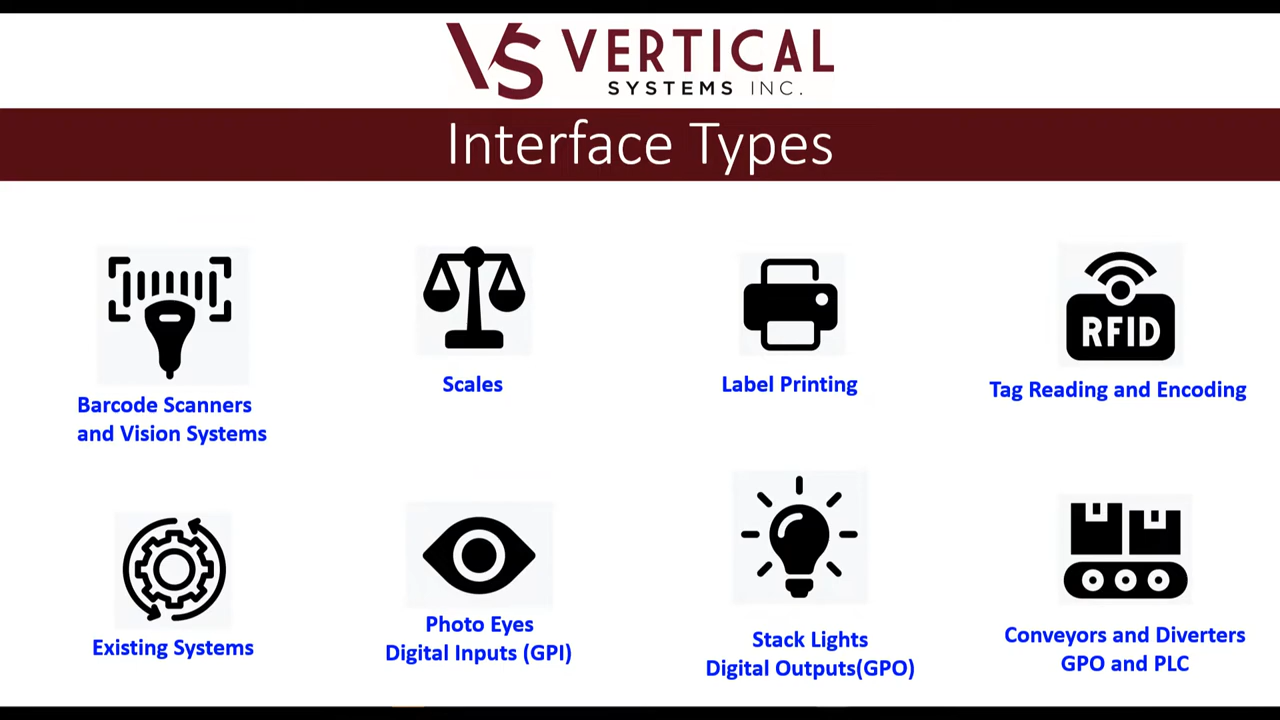 VS VERTICAL
SYSTEMS INC.
Interface Types
RFID
Barcode Scanners
and Vision Systems
Scales
Label Printing
Tag Reading and Encoding
Existing Systems
Photo Eyes
Digital Inputs (GPI)
Stack Lights
Digital Outputs(GPO)
Conveyors and Diverters
GPO and PLC